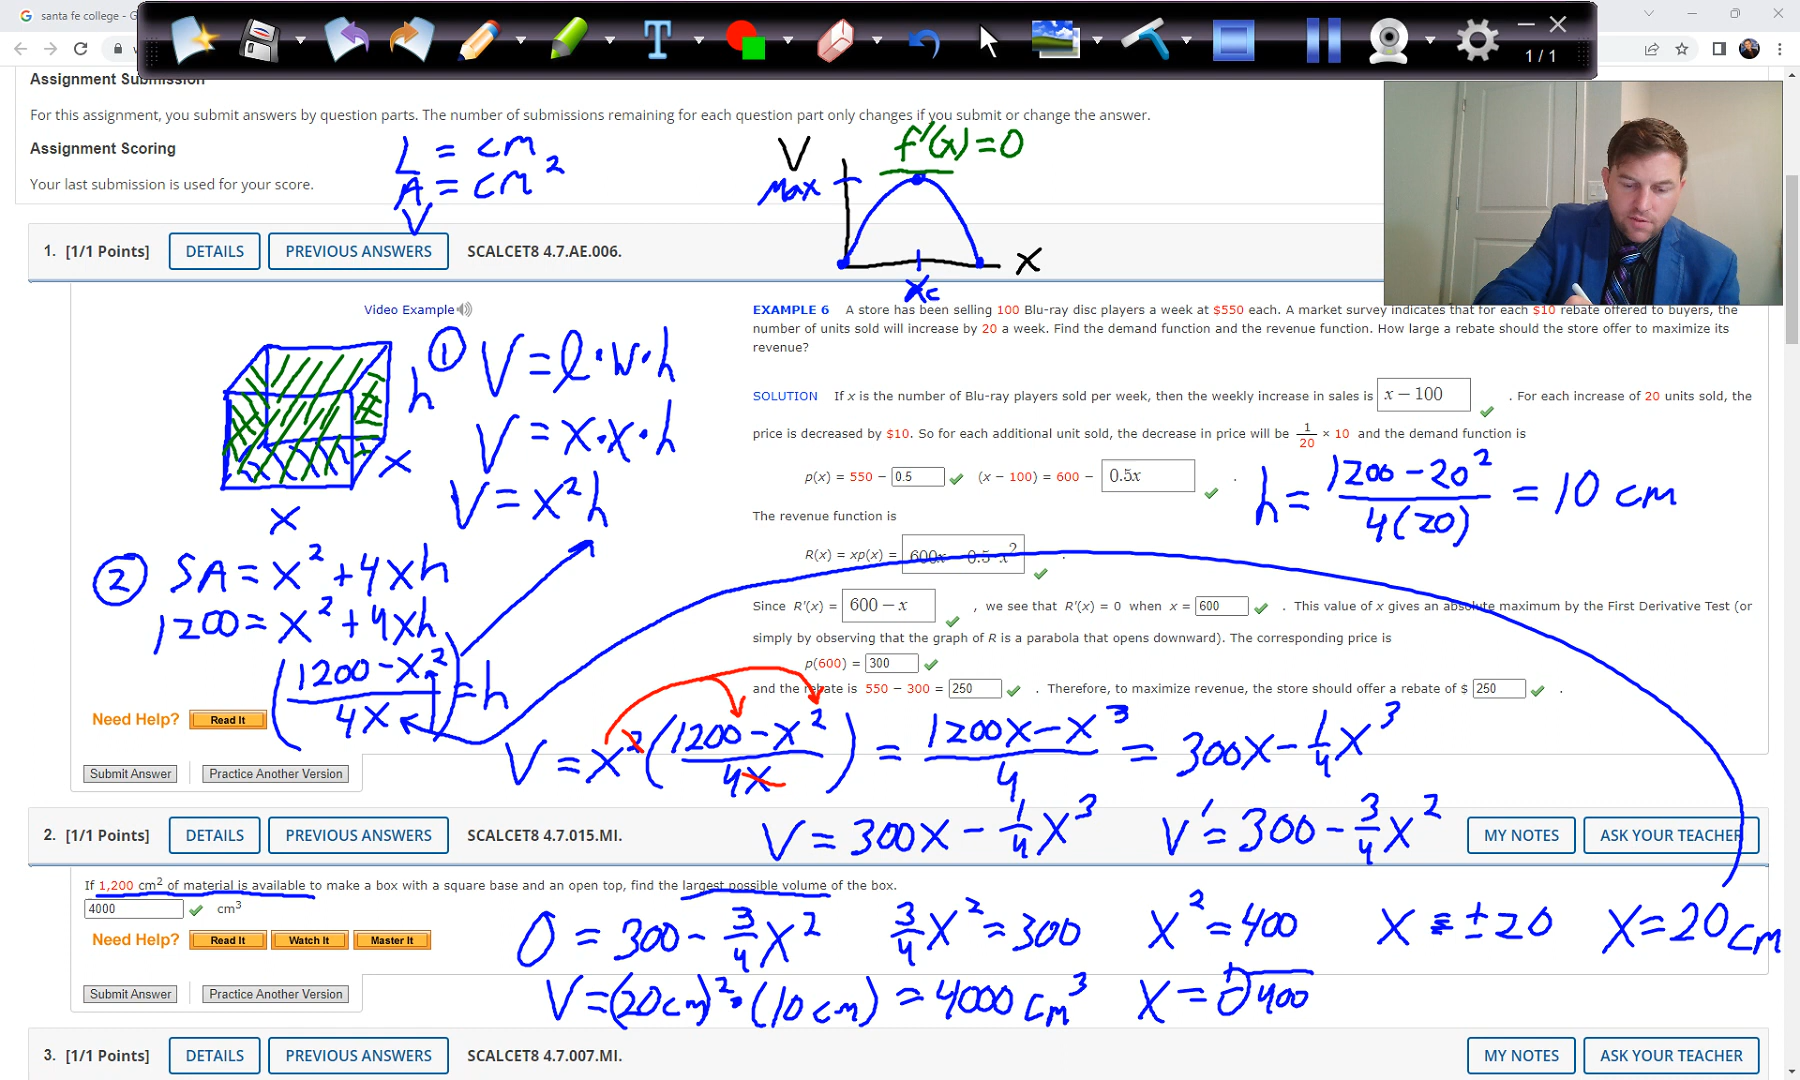 santa fe college - G
1 / 1
Assignment Submission
For this assignment, you submit answers by question parts. The number of submissions remaining for each question part only changes if you submit or change the answer.
Assignment Scoring
Your last submission is used for your score.
L = cm
A = cm²
V
V
Max
f'(x) = 0
x
xc
1. [1/1 Points] DETAILS PREVIOUS ANSWERS SCALCET8 4.7.AE.006.
Video Example
EXAMPLE 6 A store has been selling 100 Blu-ray disc players a week at $550 each. A market survey indicates that for each $10 rebate offered to buyers, the
number of units sold will increase by 20 a week. Find the demand function and the revenue function. How large a rebate should the store offer to maximize its
revenue?
SOLUTION If x is the number of Blu-ray players sold per week, then the weekly increase in sales is x − 100 . For each increase of 20 units sold, the
price is decreased by $10. So for each additional unit sold, the decrease in price will be 1/20 × 10 and the demand function is
p(x) = 550 − 0.5 (x − 100) = 600 − 0.5x .
The revenue function is
R(x) = xp(x) = 600x − 0.5x² .
Since R'(x) = 600 − x , we see that R'(x) = 0 when x = 600 . This value of x gives an absolute maximum by the First Derivative Test (or
simply by observing that the graph of R is a parabola that opens downward). The corresponding price is
p(600) = 300
and the rebate is 550 − 300 = 250 . Therefore, to maximize revenue, the store should offer a rebate of $ 250 .
h
x
x
① V = l·w·h
V = x·x·h
V = x²h
② SA = x² + 4xh
1200 = x² + 4xh
(1200 − x²)/4x = h
h = (1200 − 20²)/4(20) = 10 cm
Need Help? Read It
V = x²((1200 − x²)/4x) = (1200x − x³)/4 = 300x − 1/4 x³
Submit Answer Practice Another Version
V = 300x − 1/4 x³ V' = 300 − 3/4 x²
2. [1/1 Points] DETAILS PREVIOUS ANSWERS SCALCET8 4.7.015.MI. MY NOTES ASK YOUR TEACHER
If 1,200 cm² of material is available to make a box with a square base and an open top, find the largest possible volume of the box.
4000 cm³
Need Help? Read It Watch It Master It
0 = 300 − 3/4 x² 3/4 x² = 300 x² = 400 x = ±20 x = 20 cm
V = (20cm)²·(10cm) = 4000 cm³ x = √400
Submit Answer Practice Another Version
3. [1/1 Points] DETAILS PREVIOUS ANSWERS SCALCET8 4.7.007.MI. MY NOTES ASK YOUR TEACHER